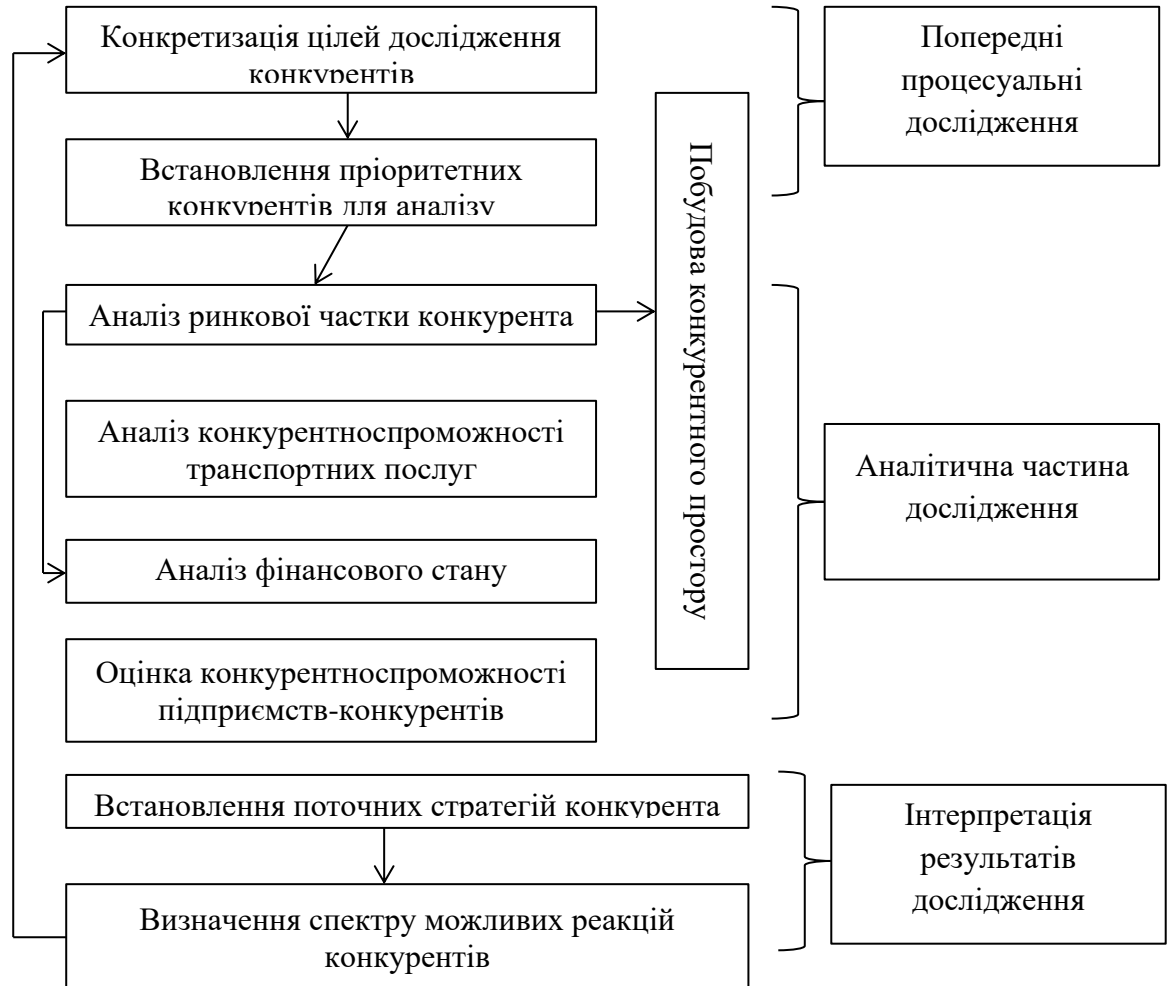 Конкретизація цілей дослідження
конкурентів
Встановлення пріоритетних
конкурентів для аналізу
Аналіз ринкової частки конкурента
Аналіз конкурентноспроможності
транспортних послуг
Аналіз фінансового стану
Оцінка конкурентноспроможності
підприємств-конкурентів
Встановлення поточних стратегій конкурента
Визначення спектру можливих реакцій
конкурентів
Побудова конкурентного простору
Попередні
процесуальні
дослідження
Аналітична частина
дослідження
Інтерпретація
результатів
дослідження